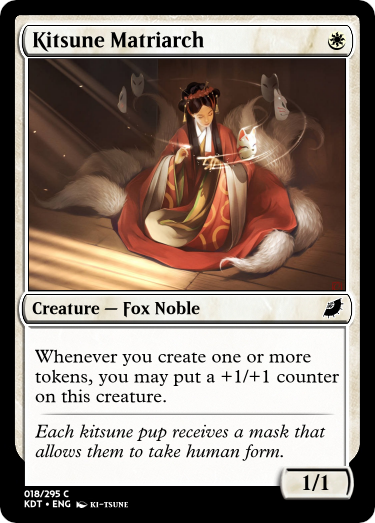 Kitsune Matriarch
Creature — Fox Noble
Whenever you create one or more
tokens, you may put a +1/+1 counter
on this creature.
Each kitsune pup receives a mask that
allows them to take human form.
1/1
018/295 C
KDT • ENG KI-TSUNE